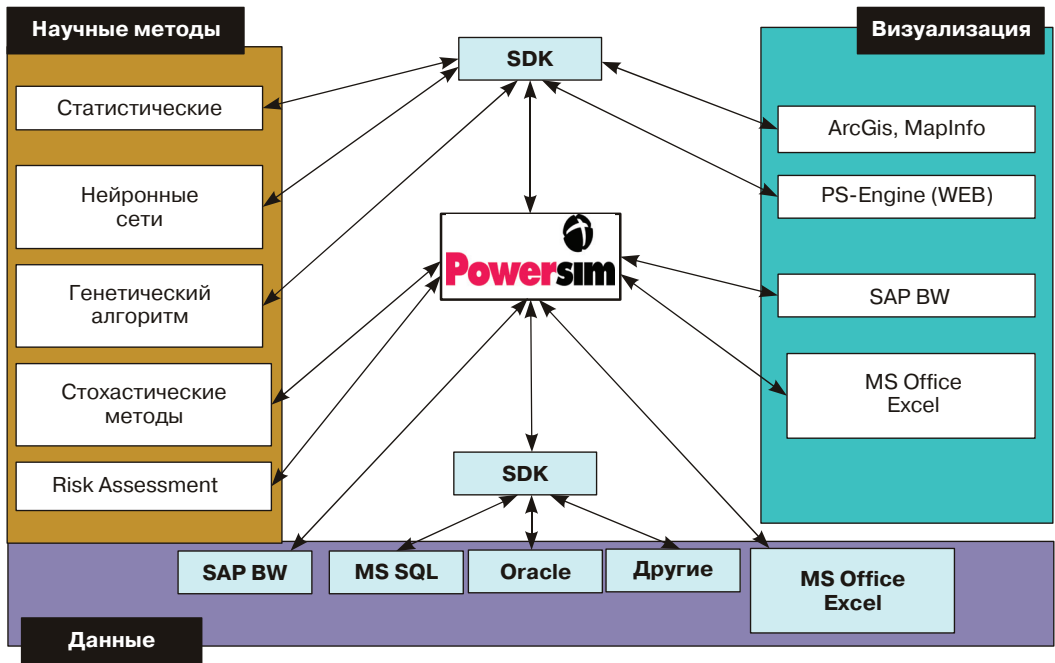 Научные методы
Визуализация
SDK
Статистические
Нейронные
сети
Генетический
алгоритм
Стохастические
методы
Risk Assessment
Powersim
ArcGis, MapInfo
PS-Engine (WEB)
SAP BW
MS Office
Excel
SDK
SAP BW
MS SQL
Oracle
Другие
MS Office
Excel
Данные